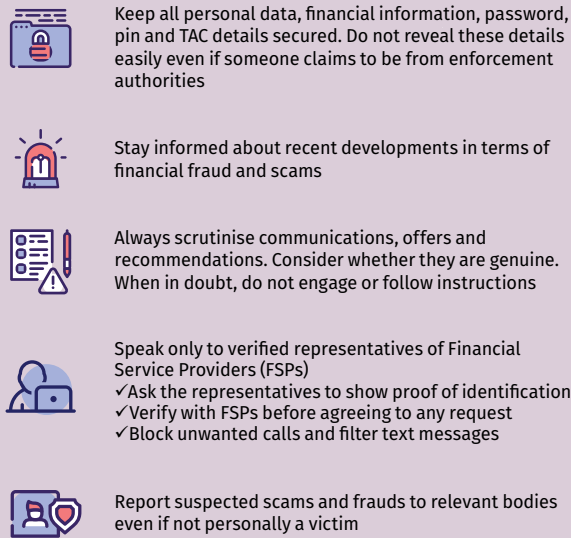 Keep all personal data, financial information, password,
pin and TAC details secured. Do not reveal these details
easily even if someone claims to be from enforcement
authorities
Stay informed about recent developments in terms of
financial fraud and scams
Always scrutinise communications, offers and
recommendations. Consider whether they are genuine.
When in doubt, do not engage or follow instructions
Speak only to verified representatives of Financial
Service Providers (FSPs)
✓Ask the representatives to show proof of identification
✓Verify with FSPs before agreeing to any request
✓Block unwanted calls and filter text messages
Report suspected scams and frauds to relevant bodies
even if not personally a victim